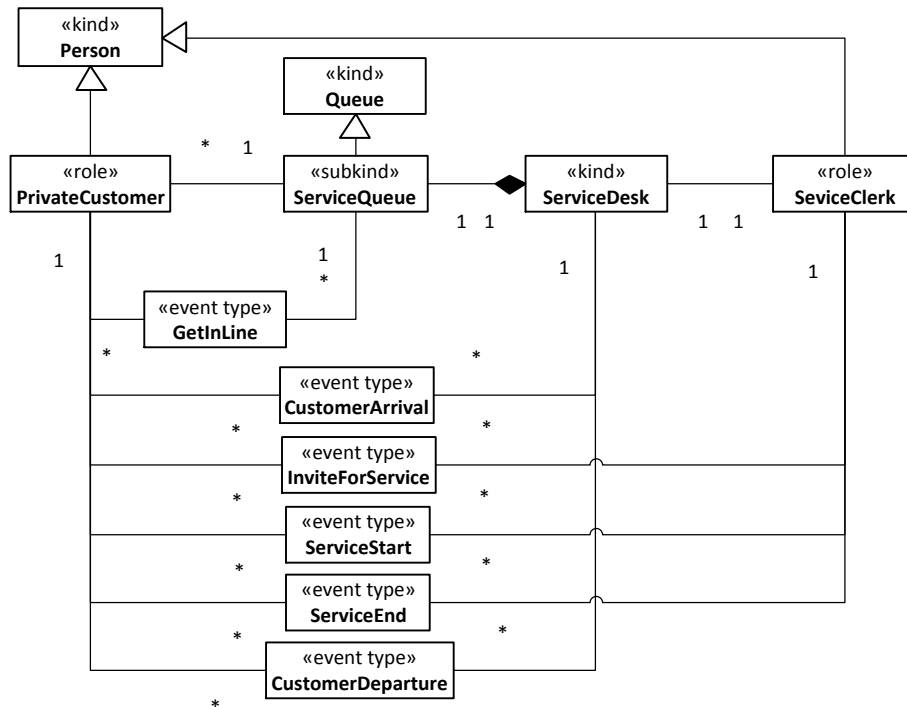 «kind»
Person
«kind»
Queue
* 1
«role»
PrivateCustomer
«subkind»
ServiceQueue
«kind»
ServiceDesk
«role»
SeviceClerk
1 1
1 1
1
1
1
1
*
«event type»
GetInLine
*
*
«event type»
CustomerArrival
*
*
«event type»
InviteForService
*
*
«event type»
ServiceStart
*
*
«event type»
ServiceEnd
*
*
«event type»
CustomerDeparture
*